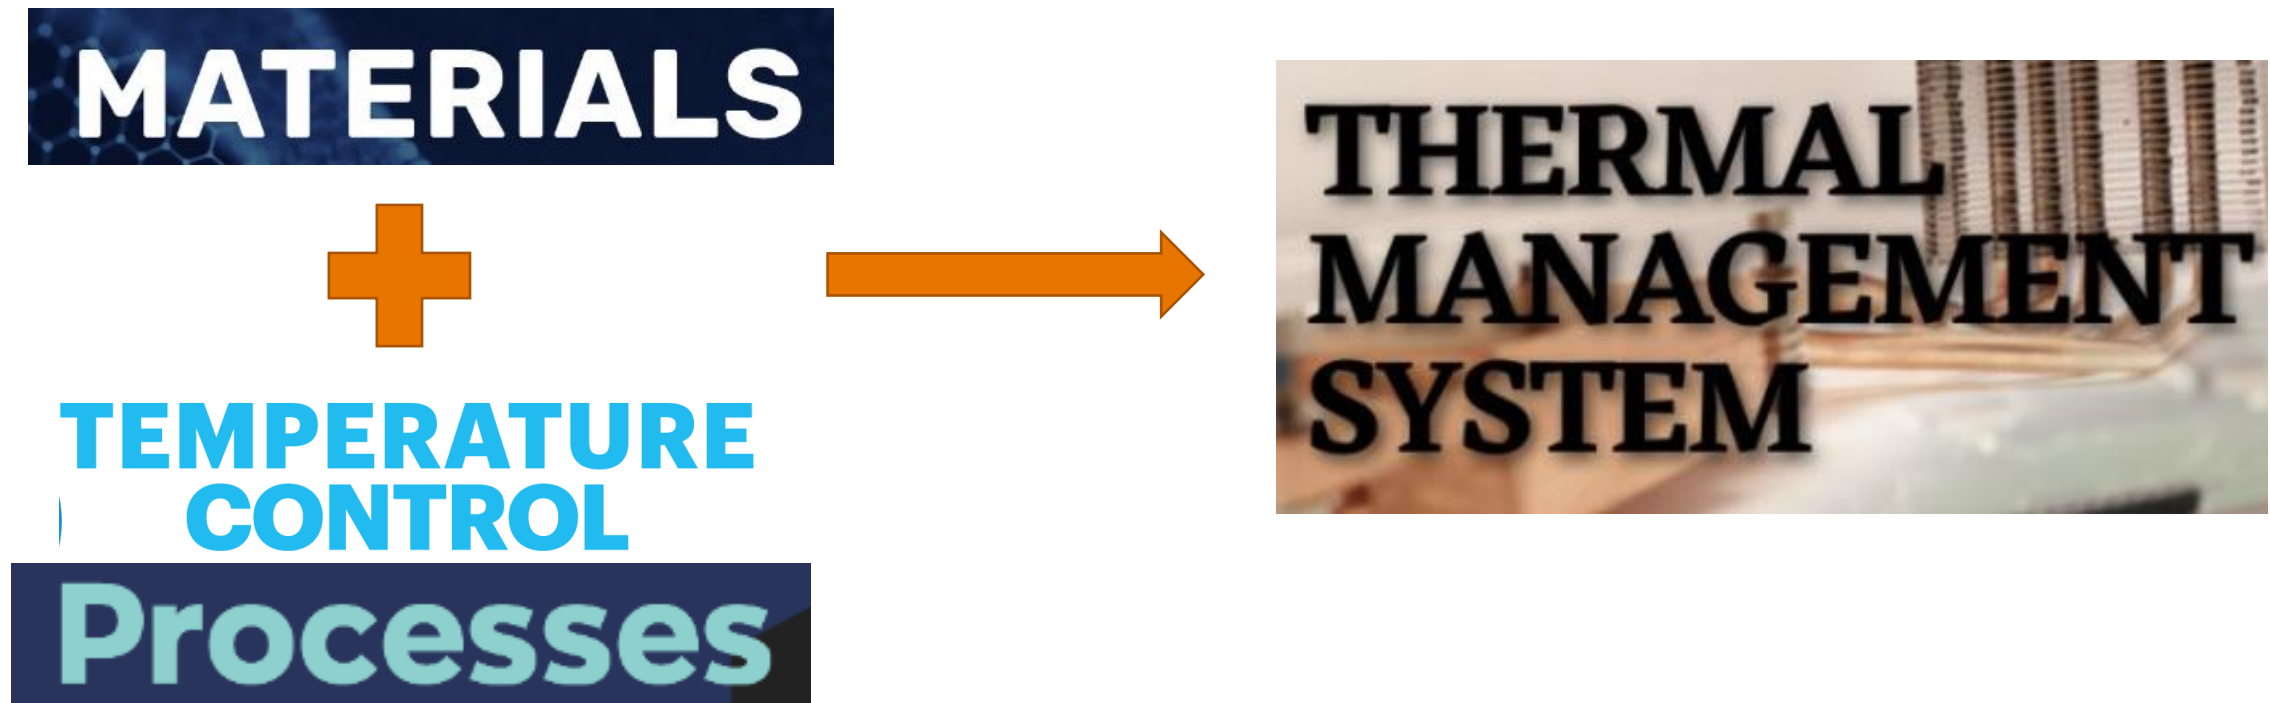 MATERIALS
TEMPERATURE
CONTROL
Processes
THERMAL
MANAGEMENT
SYSTEM